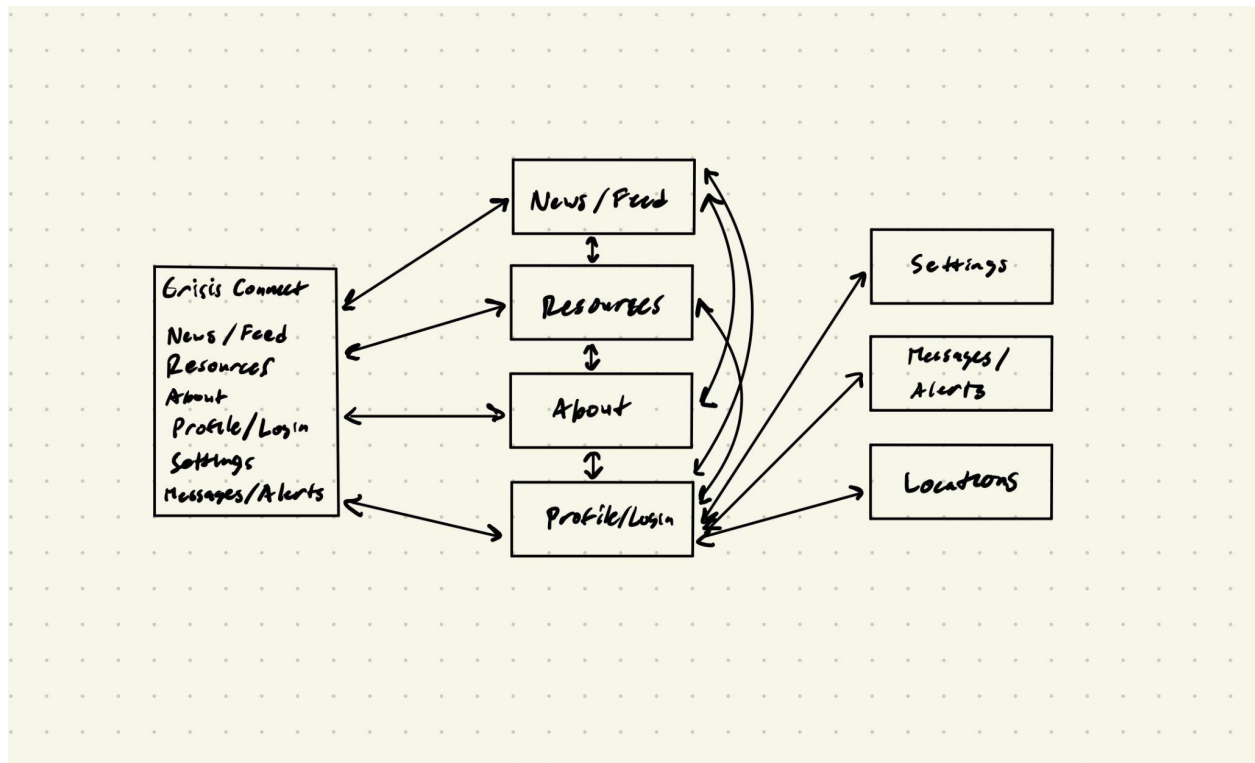 Crisis Connect
News / Feed
Resources
About
Profile/Login
Settings
Messages/Alerts
News / Feed
Resources
About
Profile/Login
Settings
Messages/
Alerts
Locations